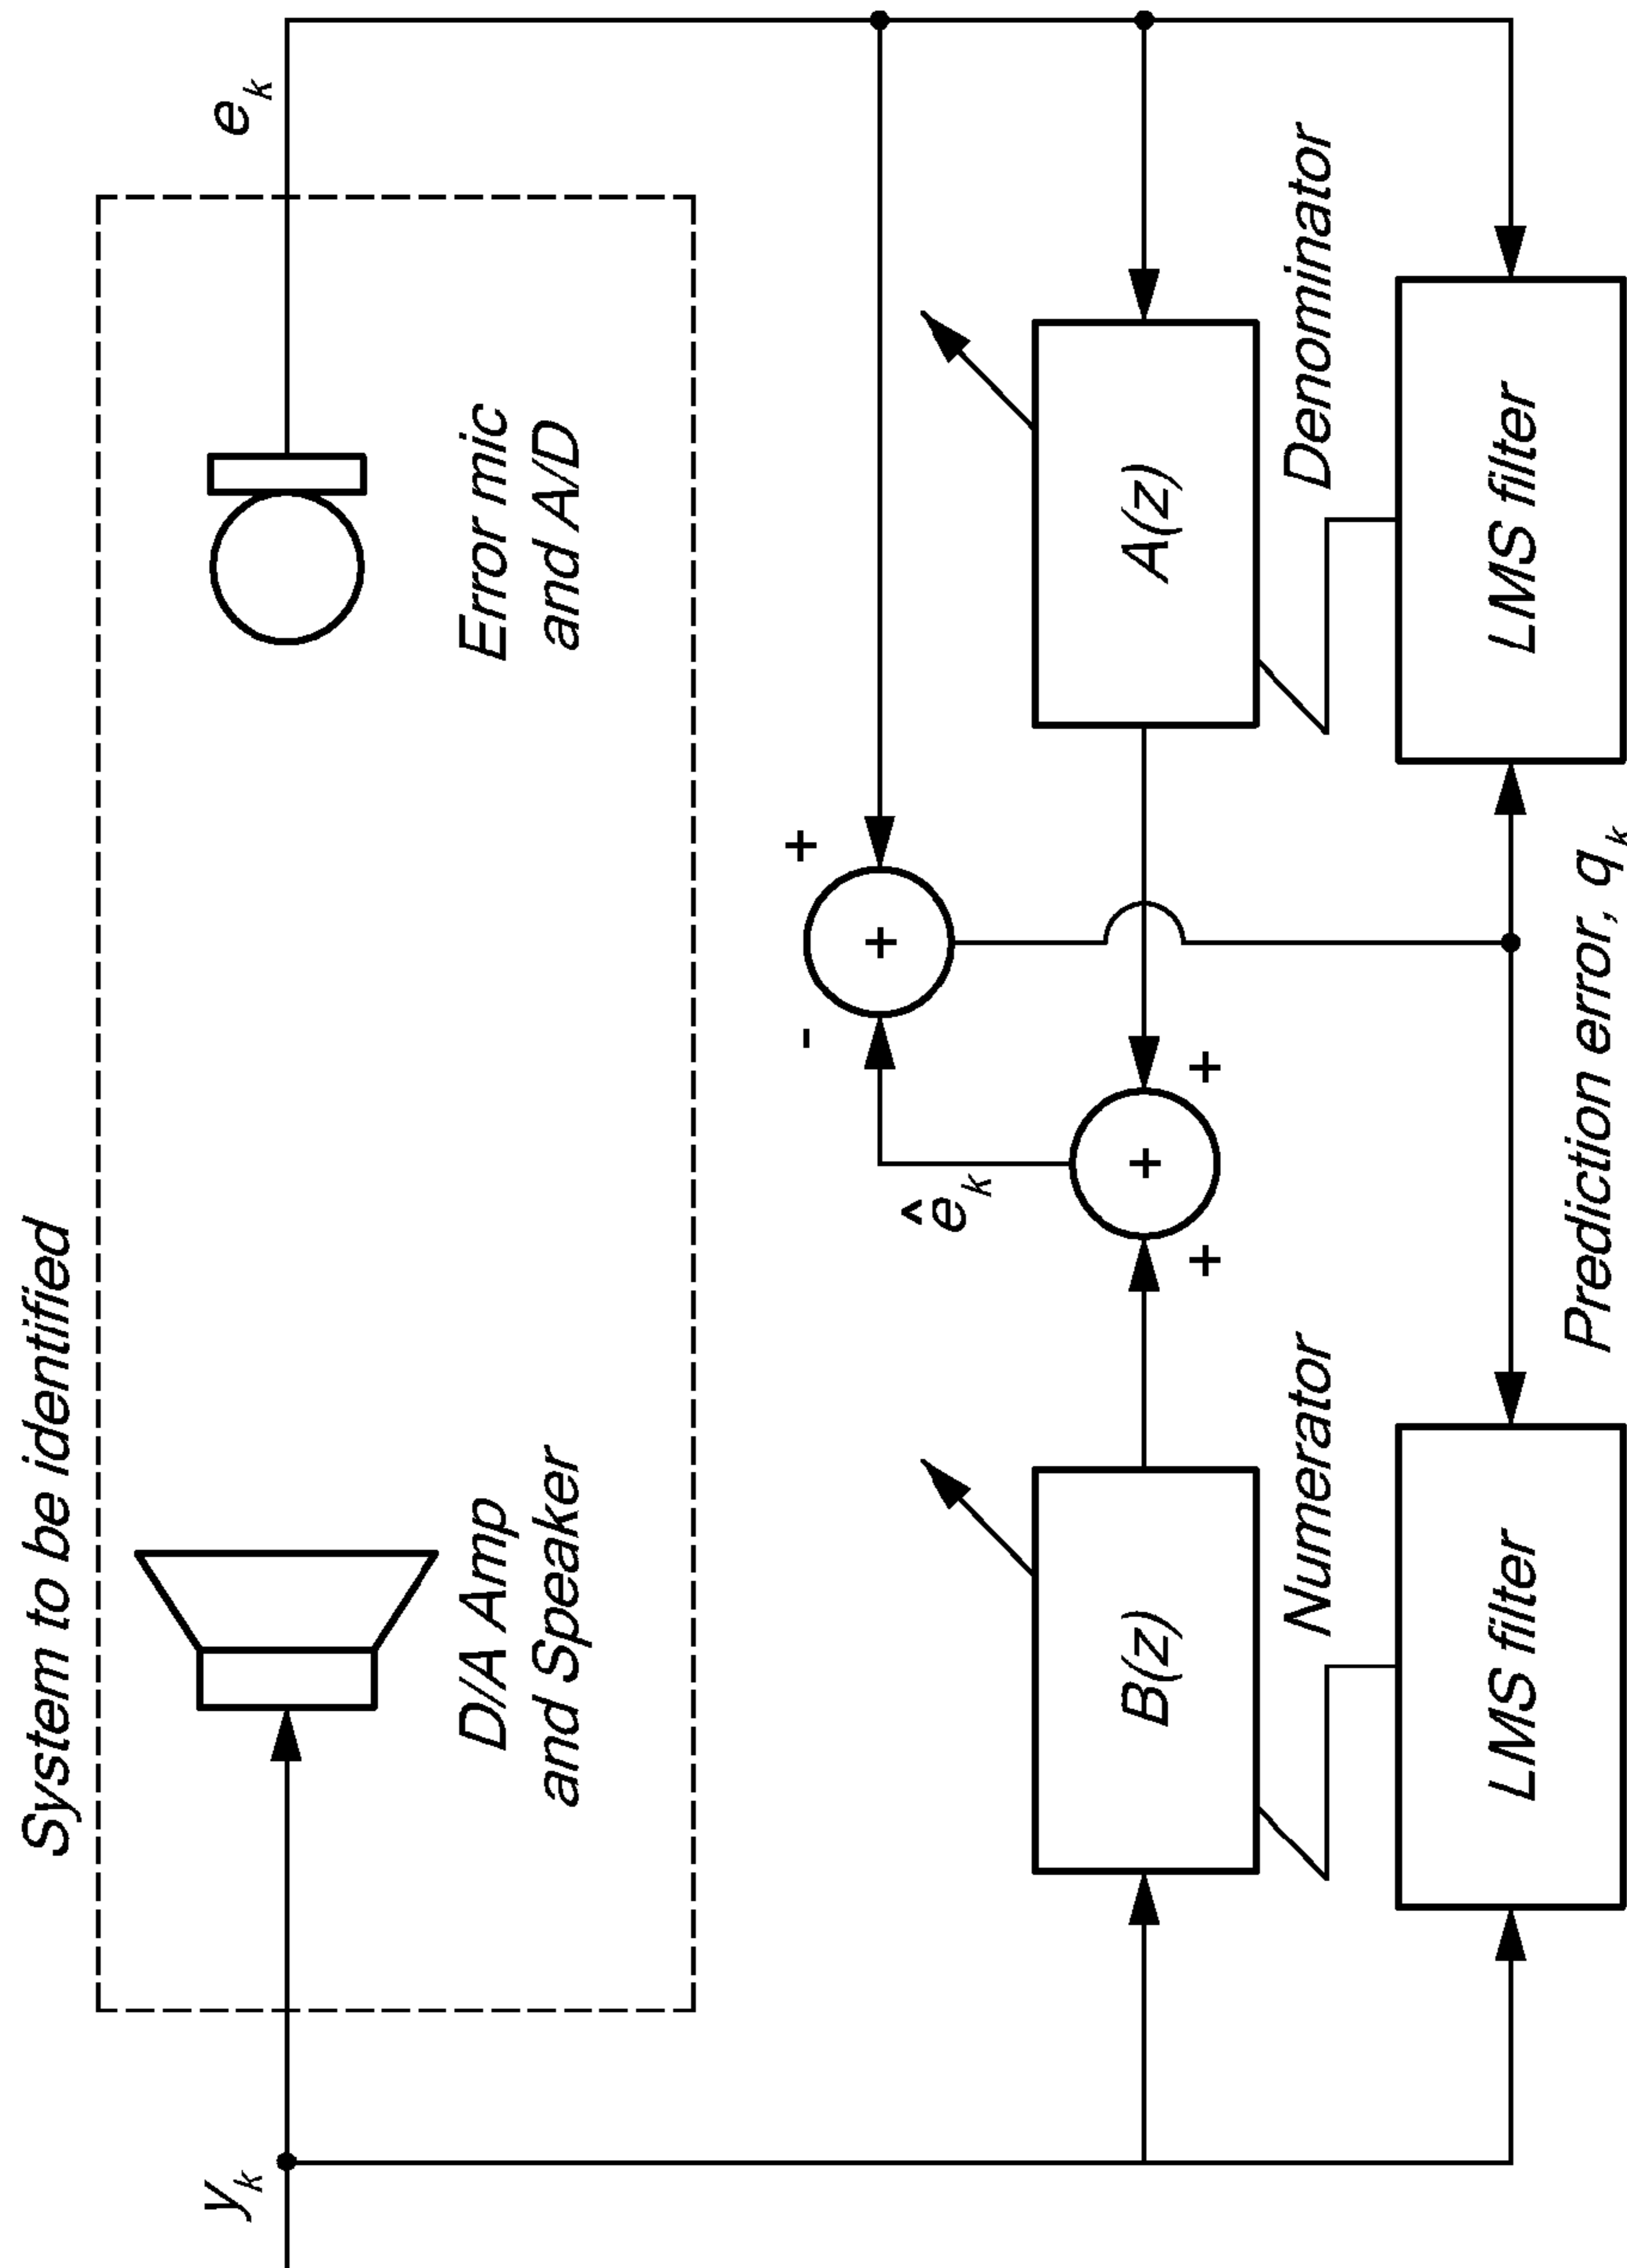 System to be identified
y_k
e_k
D/A Amp
and Speaker
Error mic
and A/D
+
-
+
ê_k
B(z)
+
+
+
A(z)
Numerator
Denominator
LMS filter
LMS filter
Prediction error, q_k